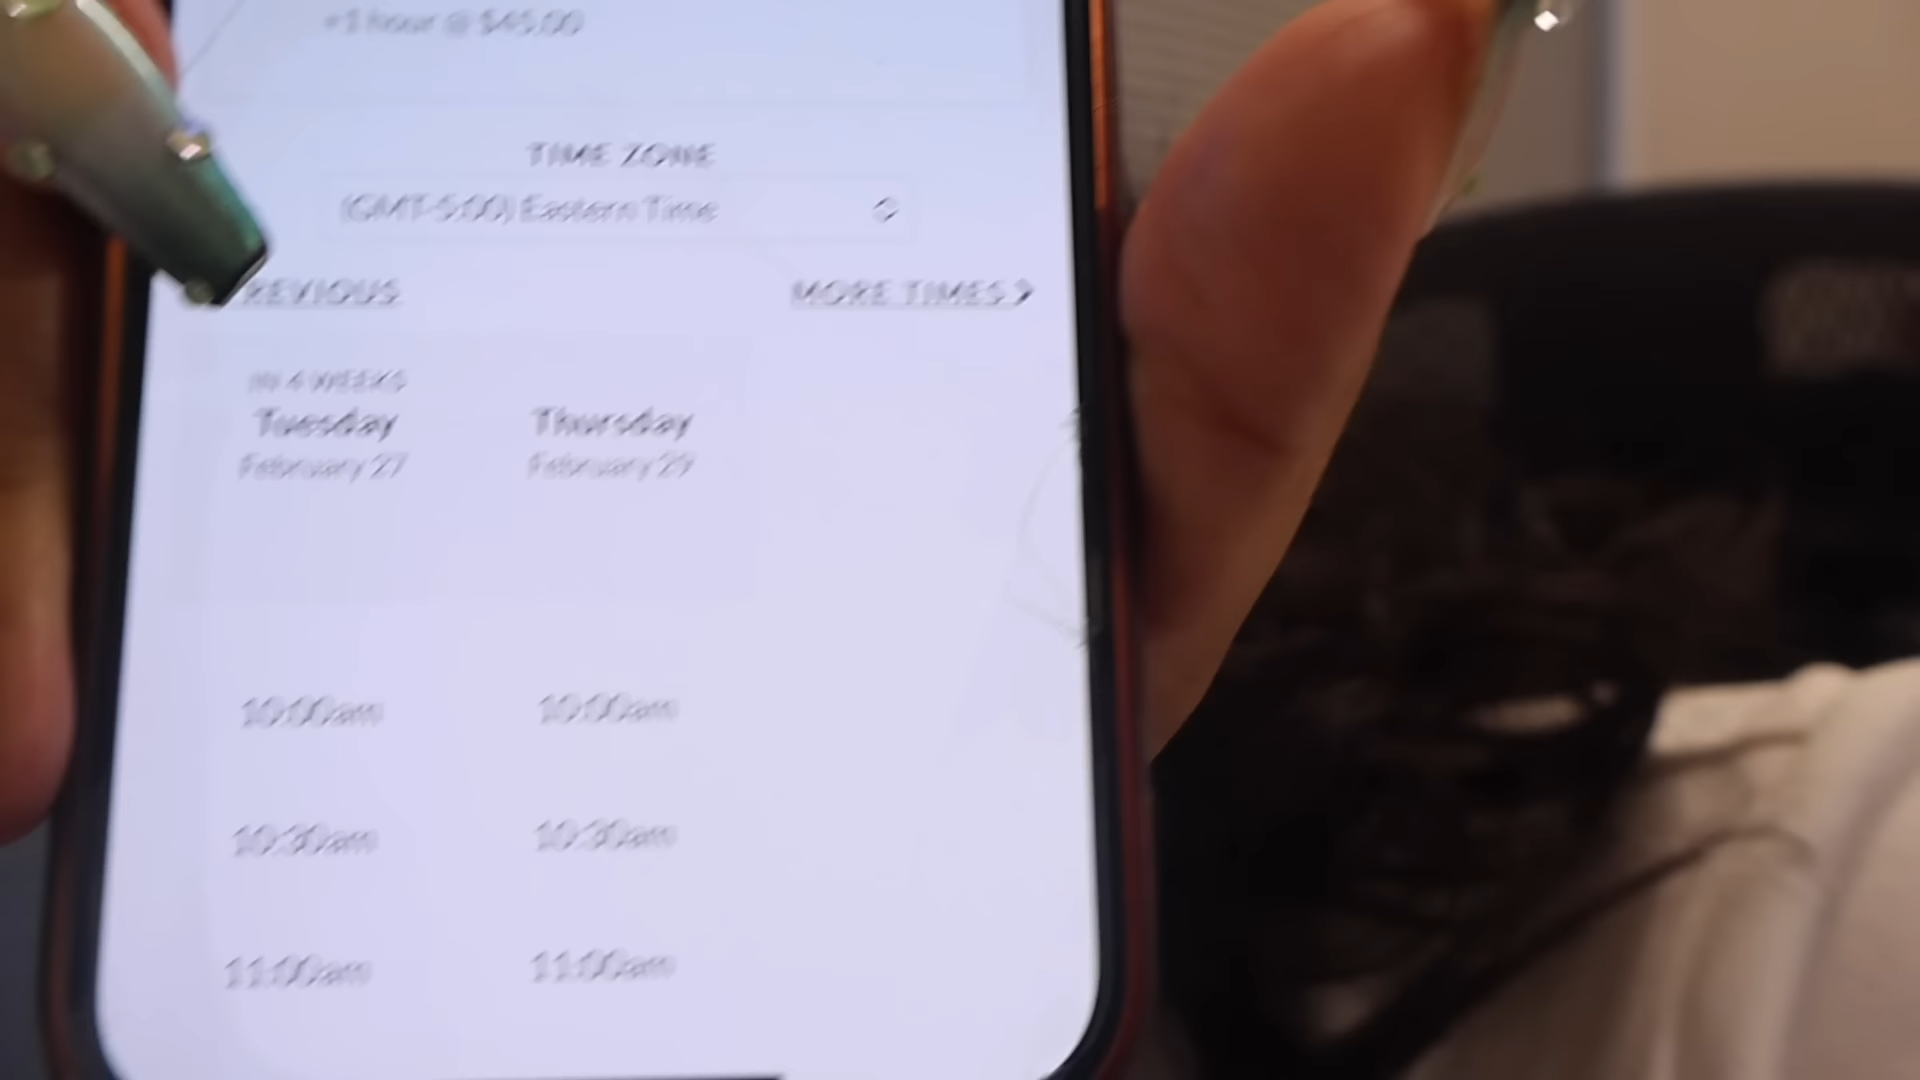 +1 hour @ $45.00
TIME ZONE
(GMT-5:00) Eastern Time
REVIOUS
MORE TIMES
IN 4 WEEKS
Tuesday
February 27
Thursday
February 29
10:00am
10:00am
10:30am
10:30am
11:00am
11:00am